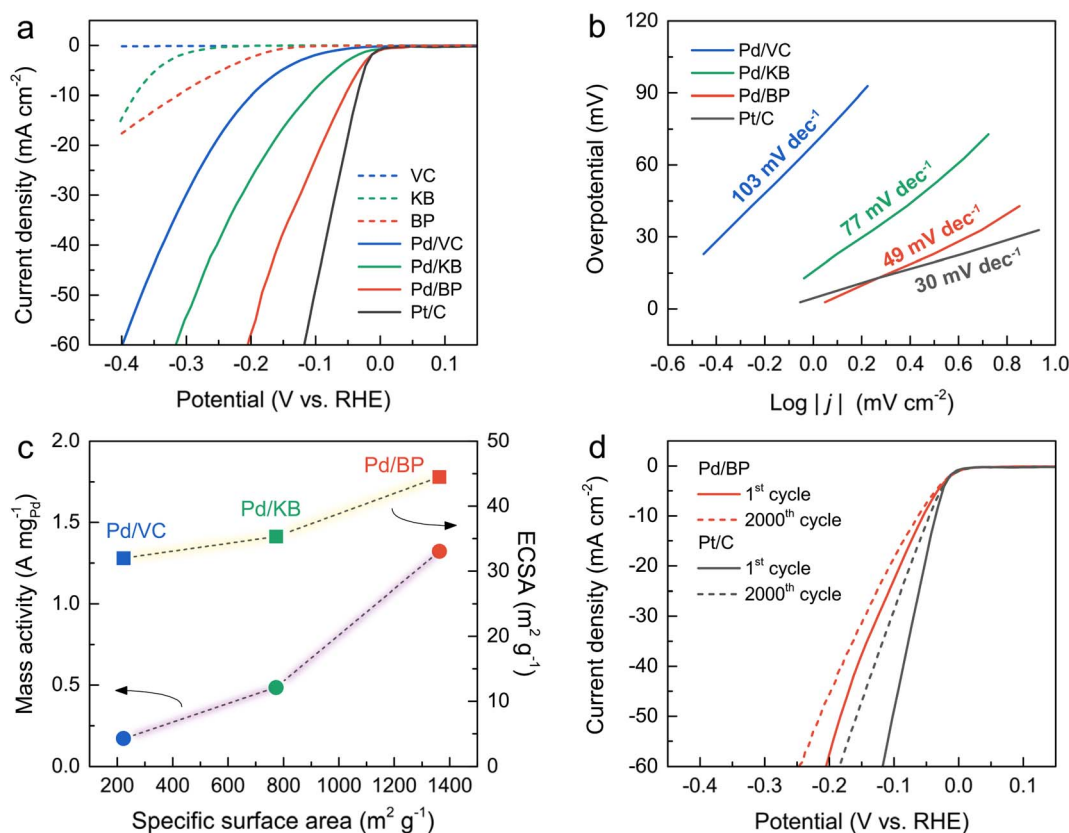 a
0
-10
-20
-30
-40
-50
-60
Current density (mA cm⁻²)
VC
KB
BP
Pd/VC
Pd/KB
Pd/BP
Pt/C
-0.4 -0.3 -0.2 -0.1 0.0 0.1
Potential (V vs. RHE)
b
120
90
60
30
0
Overpotential (mV)
Pd/VC
Pd/KB
Pd/BP
Pt/C
103 mV dec⁻¹
77 mV dec⁻¹
49 mV dec⁻¹
30 mV dec⁻¹
-0.6 -0.4 -0.2 0.0 0.2 0.4 0.6 0.8 1.0
Log | j | (mV cm⁻²)
c
2.0
1.5
1.0
0.5
0.0
Mass activity (A mg⁻¹Pd)
Pd/VC
Pd/KB
Pd/BP
50
40
30
20
10
0
ECSA (m² g⁻¹)
200 400 600 800 1000 1200 1400
Specific surface area (m² g⁻¹)
d
0
-10
-20
-30
-40
-50
-60
Current density (mA cm⁻²)
Pd/BP
1st cycle
2000th cycle
Pt/C
1st cycle
2000th cycle
-0.4 -0.3 -0.2 -0.1 0.0 0.1
Potential (V vs. RHE)